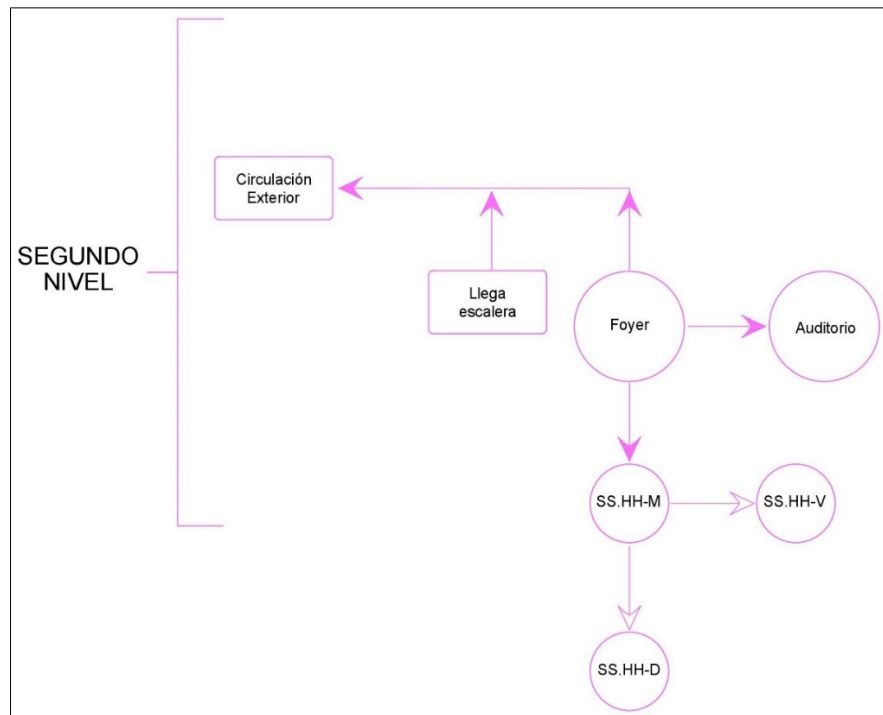 Circulación
Exterior
SEGUNDO
NIVEL
Llega
escalera
Foyer
Auditorio
SS.HH-M
SS.HH-V
SS.HH-D